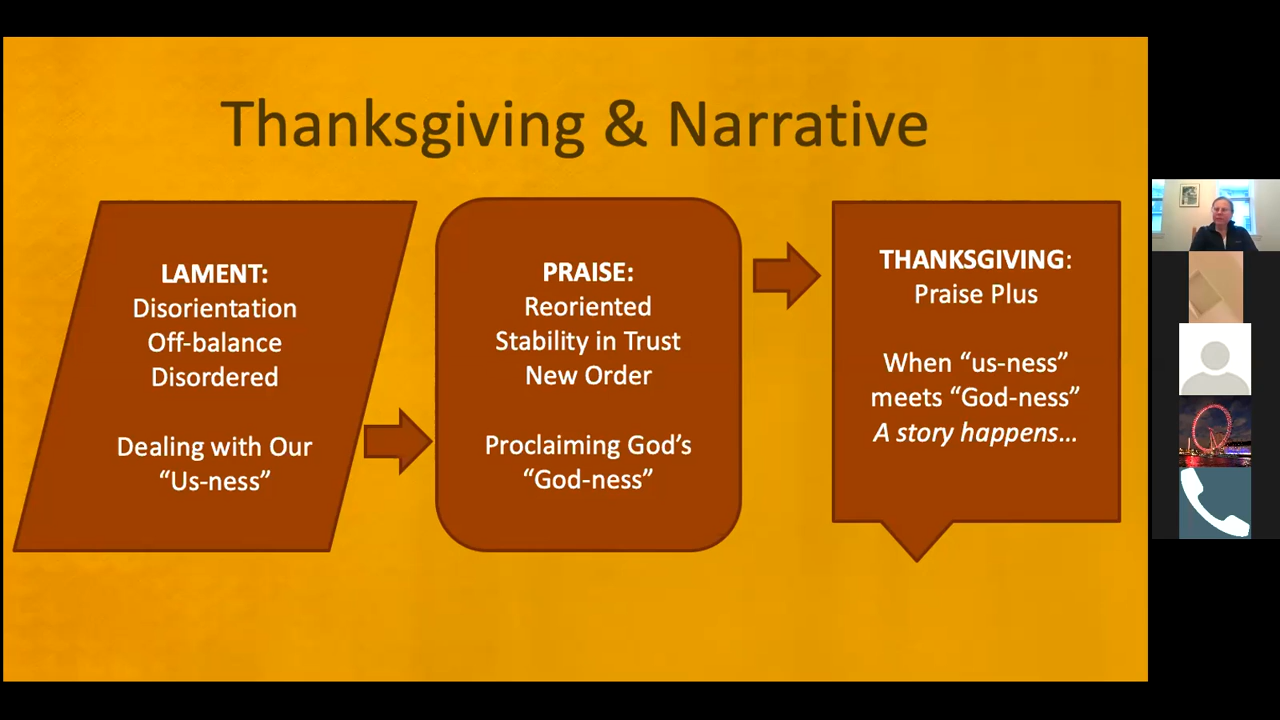 Thanksgiving & Narrative
LAMENT:
Disorientation
Off-balance
Disordered
Dealing with Our
“Us-ness”
PRAISE:
Reoriented
Stability in Trust
New Order
Proclaiming God’s
“God-ness”
THANKSGIVING:
Praise Plus
When “us-ness”
meets “God-ness”
A story happens…